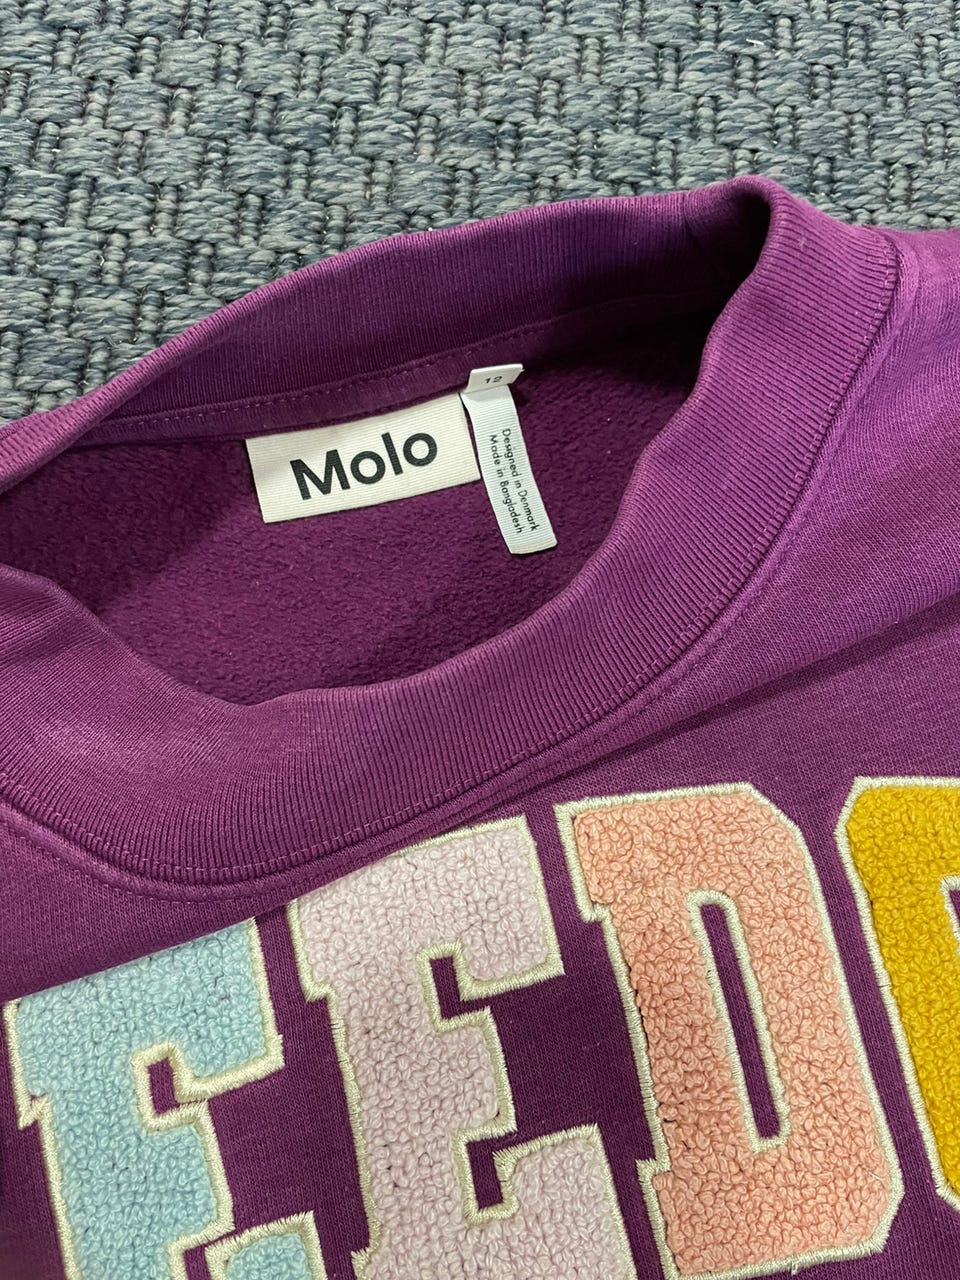 12
Molo
Designed in Denmark
Made in Bangladesh
EEDO